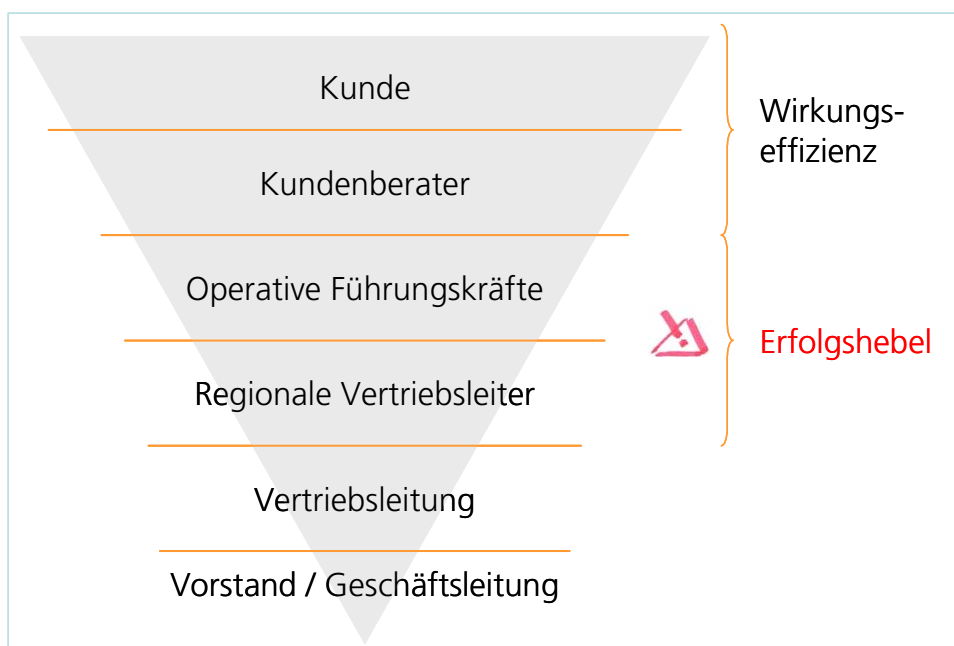 Kunde
Wirkungs-
effizienz
Kundenberater
Operative Führungskräfte
Erfolgshebel
Regionale Vertriebsleiter
Vertriebsleitung
Vorstand / Geschäftsleitung